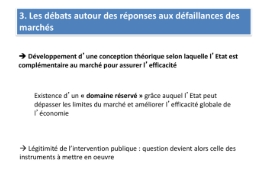 3. Les débats autour des réponses aux défaillances des
marchés
➔ Développement d’une conception théorique selon laquelle l’Etat est
complémentaire au marché pour assurer l’efficacité
Existence d’un « domaine réservé » grâce auquel l’Etat peut
dépasser les limites du marché et améliorer l’efficacité globale de
l’économie
➔ Légitimité de l’intervention publique : question devient alors celle des
instruments à mettre en oeuvre